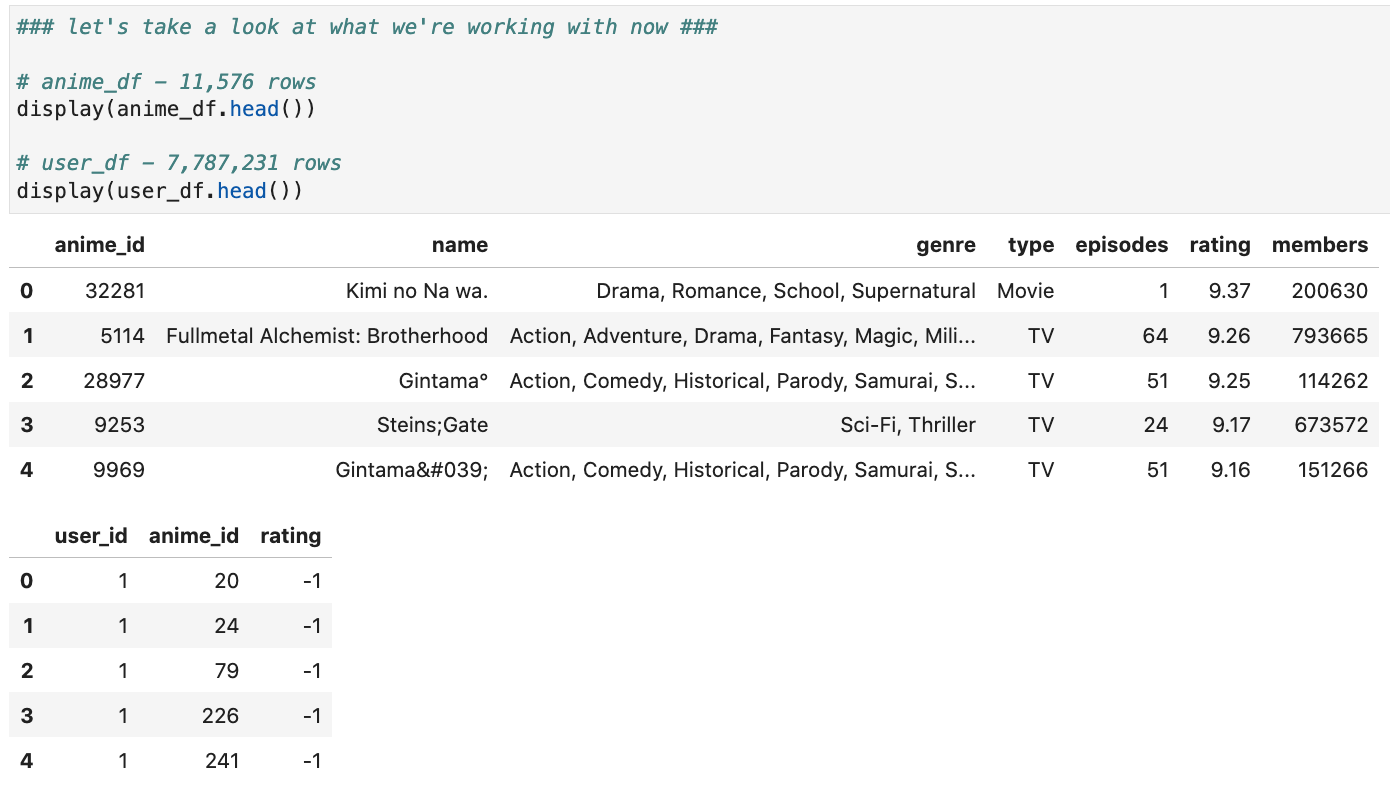 ### let's take a look at what we're working with now ###
# anime_df – 11,576 rows
display(anime_df.head())
# user_df – 7,787,231 rows
display(user_df.head())
anime_id name genre type episodes rating members
0 32281 Kimi no Na wa. Drama, Romance, School, Supernatural Movie 1 9.37 200630
1 5114 Fullmetal Alchemist: Brotherhood Action, Adventure, Drama, Fantasy, Magic, Mili... TV 64 9.26 793665
2 28977 Gintama° Action, Comedy, Historical, Parody, Samurai, S... TV 51 9.25 114262
3 9253 Steins;Gate Sci-Fi, Thriller TV 24 9.17 673572
4 9969 Gintama&#039; Action, Comedy, Historical, Parody, Samurai, S... TV 51 9.16 151266
user_id anime_id rating
0 1 20 -1
1 1 24 -1
2 1 79 -1
3 1 226 -1
4 1 241 -1